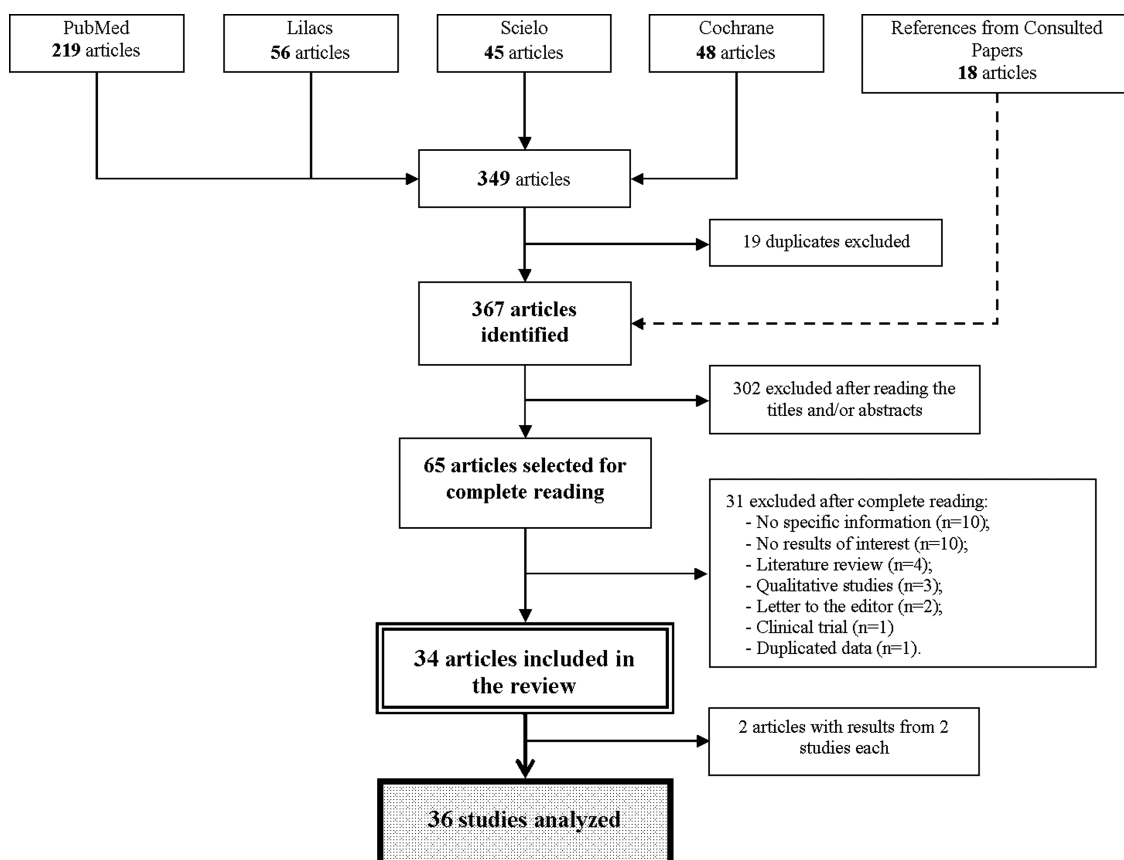 PubMed
219 articles
Lilacs
56 articles
Scielo
45 articles
Cochrane
48 articles
References from Consulted
Papers
18 articles
349 articles
19 duplicates excluded
367 articles
identified
302 excluded after reading the
titles and/or abstracts
65 articles selected for
complete reading
31 excluded after complete reading:
- No specific information (n=10);
- No results of interest (n=10);
- Literature review (n=4);
- Qualitative studies (n=3);
- Letter to the editor (n=2);
- Clinical trial (n=1)
- Duplicated data (n=1).
34 articles included in
the review
2 articles with results from 2
studies each
36 studies analyzed